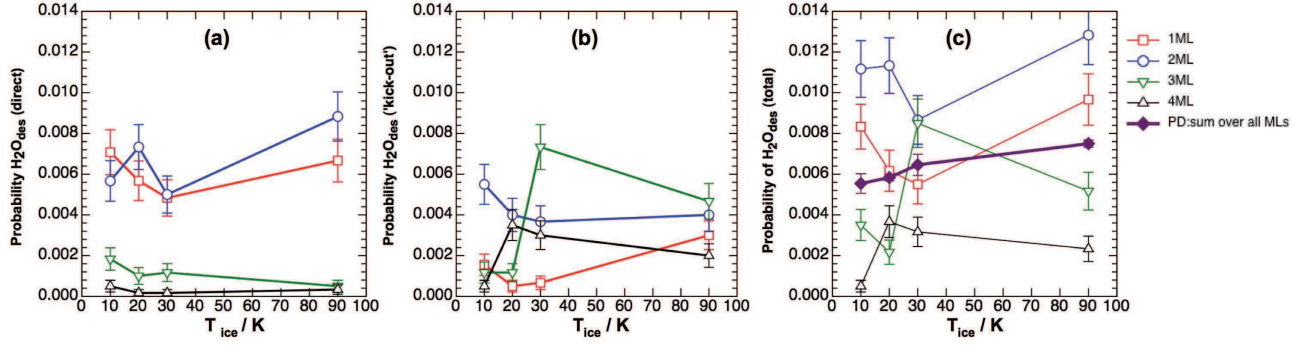 (a)
Probability H2Odes (direct)
0.014
0.012
0.010
0.008
0.006
0.004
0.002
0.000
0 10 20 30 40 50 60 70 80 90 100
Tice / K
(b)
Probability H2Odes ('kick-out')
0.014
0.012
0.010
0.008
0.006
0.004
0.002
0.000
0 10 20 30 40 50 60 70 80 90 100
Tice / K
(c)
Probability of H2Odes (total)
0.014
0.012
0.010
0.008
0.006
0.004
0.002
0.000
0 10 20 30 40 50 60 70 80 90 100
Tice / K
1ML
2ML
3ML
4ML
PD:sum over all MLs